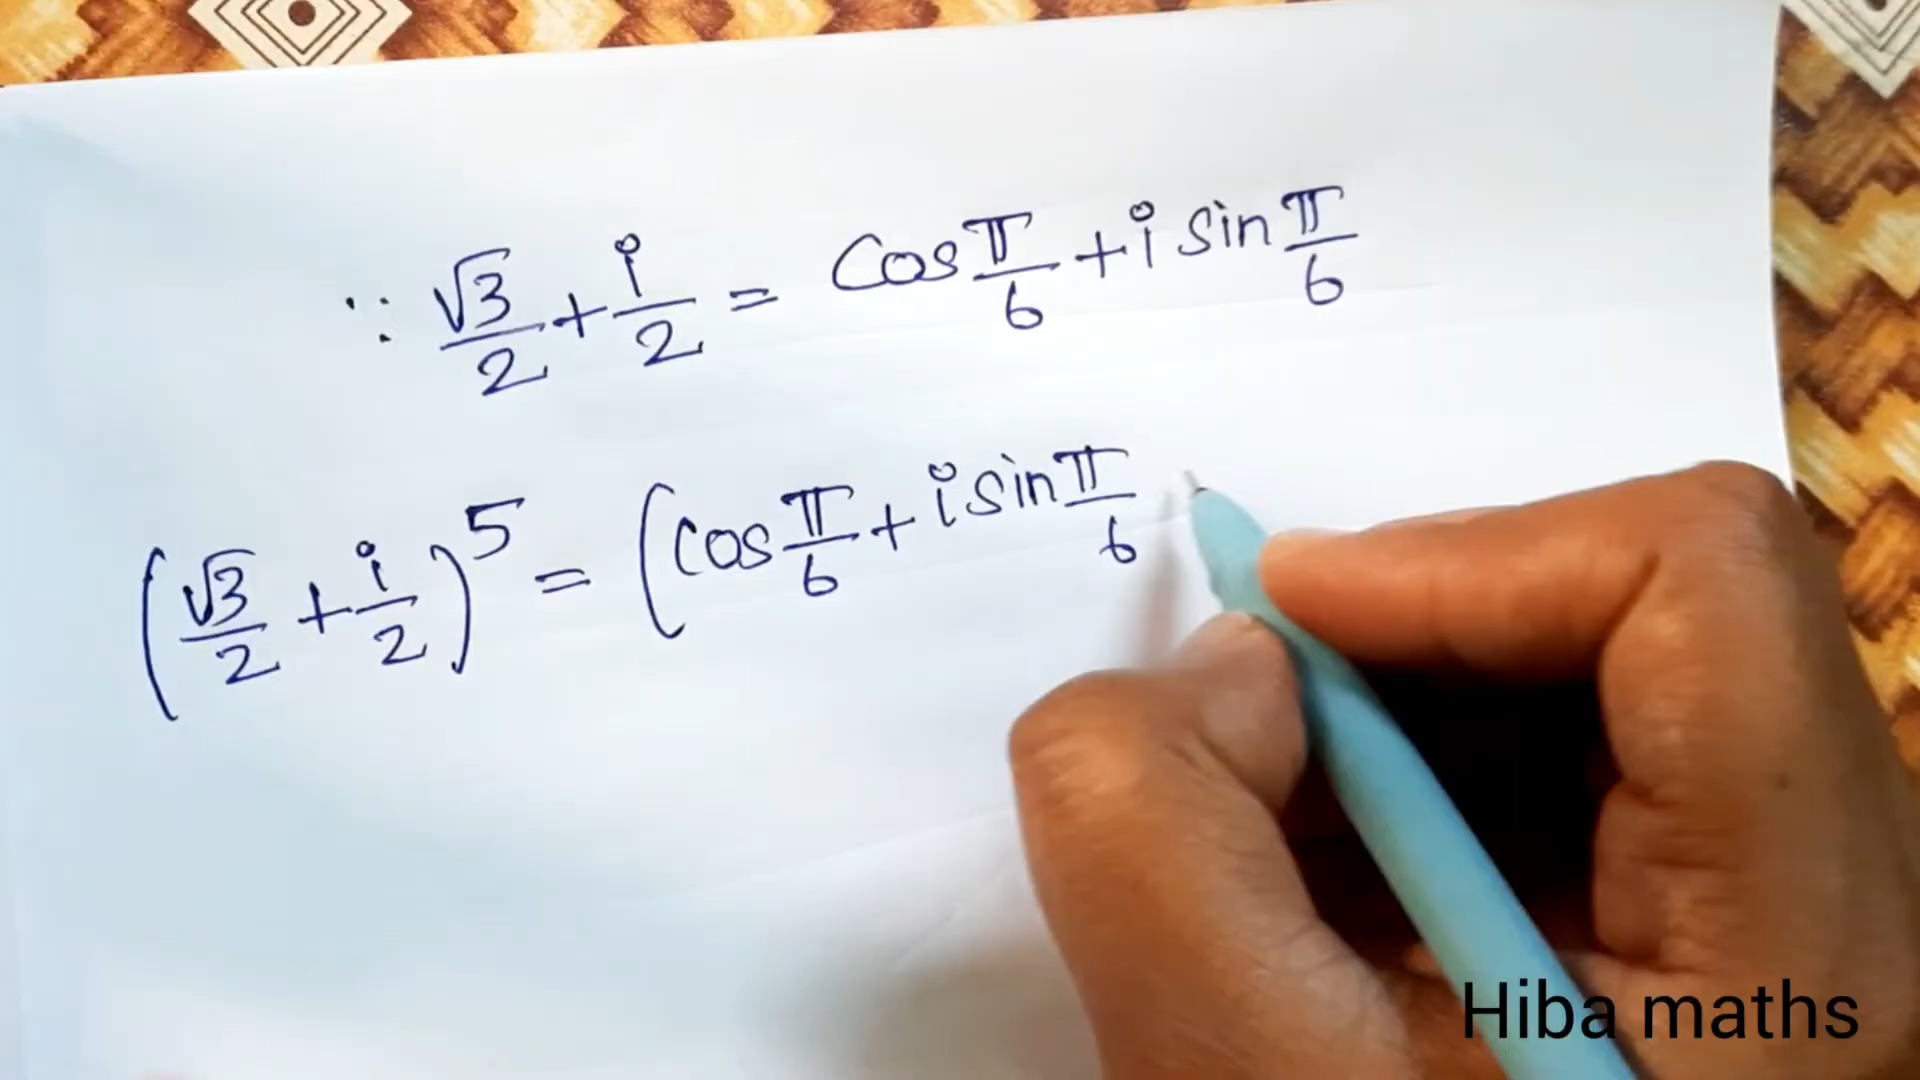 ∵ √3/2 + i/2 = Cos π/6 + i sin π/6
(√3/2 + i/2)^5 = (cos π/6 + i sin π/6
Hiba maths